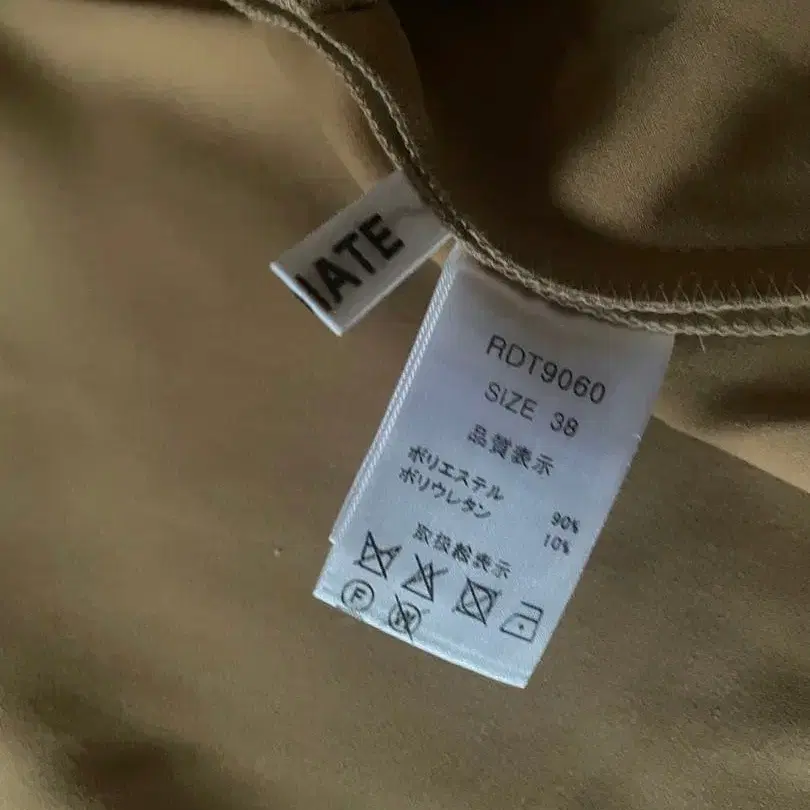 IATE
RDT9060
SIZE 38
品質表示
ポリエステル 90%
ポリウレタン 10%
取扱絵表示
F W